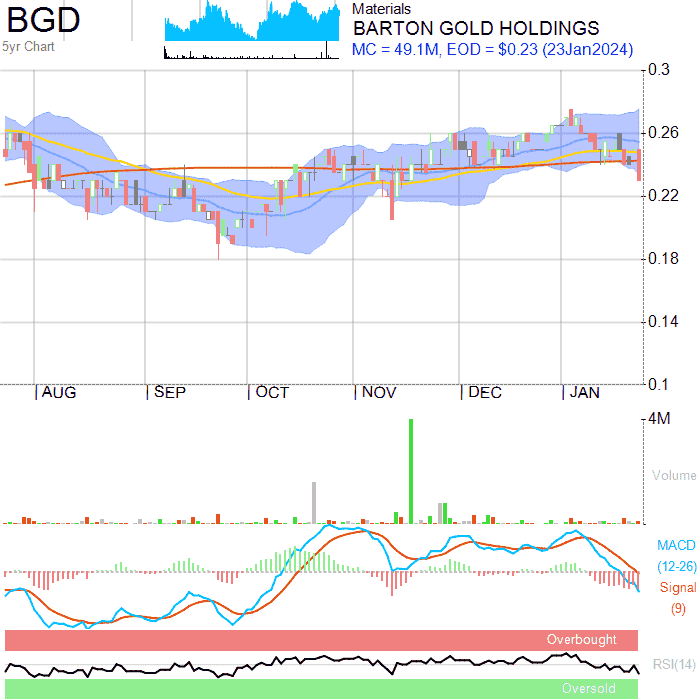 BGD
5yr Chart
Materials
BARTON GOLD HOLDINGS
MC = 49.1M, EOD = $0.23 (23Jan2024)
0.3
0.26
0.22
0.18
0.14
0.1
AUG SEP OCT NOV DEC JAN
4M
Volume
MACD
(12-26)
Signal
(9)
Overbought
RSI(14)
Oversold